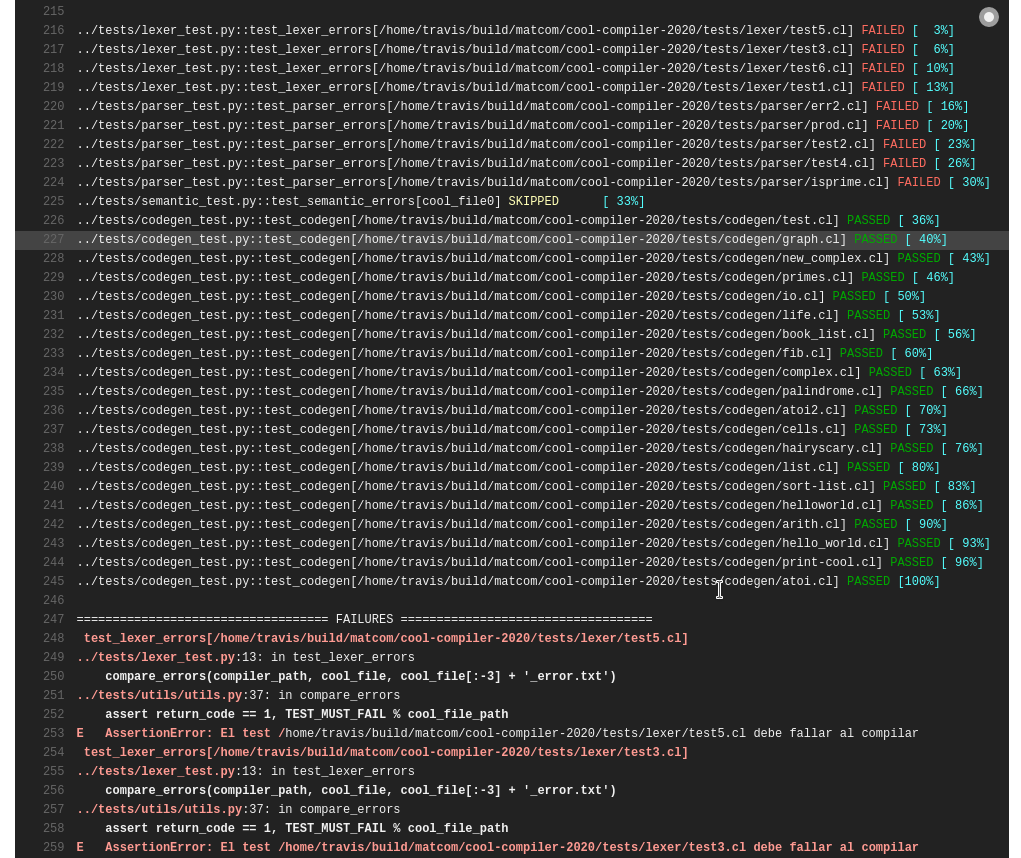 215
216 ../tests/lexer_test.py::test_lexer_errors[/home/travis/build/matcom/cool-compiler-2020/tests/lexer/test5.cl] FAILED [  3%]
217 ../tests/lexer_test.py::test_lexer_errors[/home/travis/build/matcom/cool-compiler-2020/tests/lexer/test3.cl] FAILED [  6%]
218 ../tests/lexer_test.py::test_lexer_errors[/home/travis/build/matcom/cool-compiler-2020/tests/lexer/test6.cl] FAILED [ 10%]
219 ../tests/lexer_test.py::test_lexer_errors[/home/travis/build/matcom/cool-compiler-2020/tests/lexer/test1.cl] FAILED [ 13%]
220 ../tests/parser_test.py::test_parser_errors[/home/travis/build/matcom/cool-compiler-2020/tests/parser/err2.cl] FAILED [ 16%]
221 ../tests/parser_test.py::test_parser_errors[/home/travis/build/matcom/cool-compiler-2020/tests/parser/prod.cl] FAILED [ 20%]
222 ../tests/parser_test.py::test_parser_errors[/home/travis/build/matcom/cool-compiler-2020/tests/parser/test2.cl] FAILED [ 23%]
223 ../tests/parser_test.py::test_parser_errors[/home/travis/build/matcom/cool-compiler-2020/tests/parser/test4.cl] FAILED [ 26%]
224 ../tests/parser_test.py::test_parser_errors[/home/travis/build/matcom/cool-compiler-2020/tests/parser/isprime.cl] FAILED [ 30%]
225 ../tests/semantic_test.py::test_semantic_errors[cool_file0] SKIPPED      [ 33%]
226 ../tests/codegen_test.py::test_codegen[/home/travis/build/matcom/cool-compiler-2020/tests/codegen/test.cl] PASSED [ 36%]
227 ../tests/codegen_test.py::test_codegen[/home/travis/build/matcom/cool-compiler-2020/tests/codegen/graph.cl] PASSED [ 40%]
228 ../tests/codegen_test.py::test_codegen[/home/travis/build/matcom/cool-compiler-2020/tests/codegen/new_complex.cl] PASSED [ 43%]
229 ../tests/codegen_test.py::test_codegen[/home/travis/build/matcom/cool-compiler-2020/tests/codegen/primes.cl] PASSED [ 46%]
230 ../tests/codegen_test.py::test_codegen[/home/travis/build/matcom/cool-compiler-2020/tests/codegen/io.cl] PASSED [ 50%]
231 ../tests/codegen_test.py::test_codegen[/home/travis/build/matcom/cool-compiler-2020/tests/codegen/life.cl] PASSED [ 53%]
232 ../tests/codegen_test.py::test_codegen[/home/travis/build/matcom/cool-compiler-2020/tests/codegen/book_list.cl] PASSED [ 56%]
233 ../tests/codegen_test.py::test_codegen[/home/travis/build/matcom/cool-compiler-2020/tests/codegen/fib.cl] PASSED [ 60%]
234 ../tests/codegen_test.py::test_codegen[/home/travis/build/matcom/cool-compiler-2020/tests/codegen/complex.cl] PASSED [ 63%]
235 ../tests/codegen_test.py::test_codegen[/home/travis/build/matcom/cool-compiler-2020/tests/codegen/palindrome.cl] PASSED [ 66%]
236 ../tests/codegen_test.py::test_codegen[/home/travis/build/matcom/cool-compiler-2020/tests/codegen/atoi2.cl] PASSED [ 70%]
237 ../tests/codegen_test.py::test_codegen[/home/travis/build/matcom/cool-compiler-2020/tests/codegen/cells.cl] PASSED [ 73%]
238 ../tests/codegen_test.py::test_codegen[/home/travis/build/matcom/cool-compiler-2020/tests/codegen/hairyscary.cl] PASSED [ 76%]
239 ../tests/codegen_test.py::test_codegen[/home/travis/build/matcom/cool-compiler-2020/tests/codegen/list.cl] PASSED [ 80%]
240 ../tests/codegen_test.py::test_codegen[/home/travis/build/matcom/cool-compiler-2020/tests/codegen/sort-list.cl] PASSED [ 83%]
241 ../tests/codegen_test.py::test_codegen[/home/travis/build/matcom/cool-compiler-2020/tests/codegen/helloworld.cl] PASSED [ 86%]
242 ../tests/codegen_test.py::test_codegen[/home/travis/build/matcom/cool-compiler-2020/tests/codegen/arith.cl] PASSED [ 90%]
243 ../tests/codegen_test.py::test_codegen[/home/travis/build/matcom/cool-compiler-2020/tests/codegen/hello_world.cl] PASSED [ 93%]
244 ../tests/codegen_test.py::test_codegen[/home/travis/build/matcom/cool-compiler-2020/tests/codegen/print-cool.cl] PASSED [ 96%]
245 ../tests/codegen_test.py::test_codegen[/home/travis/build/matcom/cool-compiler-2020/tests/codegen/atoi.cl] PASSED [100%]
246
247 =================================== FAILURES ===================================
248  test_lexer_errors[/home/travis/build/matcom/cool-compiler-2020/tests/lexer/test5.cl]
249 ../tests/lexer_test.py:13: in test_lexer_errors
250     compare_errors(compiler_path, cool_file, cool_file[:-3] + '_error.txt')
251 ../tests/utils/utils.py:37: in compare_errors
252     assert return_code == 1, TEST_MUST_FAIL % cool_file_path
253 E   AssertionError: El test /home/travis/build/matcom/cool-compiler-2020/tests/lexer/test5.cl debe fallar al compilar
254  test_lexer_errors[/home/travis/build/matcom/cool-compiler-2020/tests/lexer/test3.cl]
255 ../tests/lexer_test.py:13: in test_lexer_errors
256     compare_errors(compiler_path, cool_file, cool_file[:-3] + '_error.txt')
257 ../tests/utils/utils.py:37: in compare_errors
258     assert return_code == 1, TEST_MUST_FAIL % cool_file_path
259 E   AssertionError: El test /home/travis/build/matcom/cool-compiler-2020/tests/lexer/test3.cl debe fallar al compilar